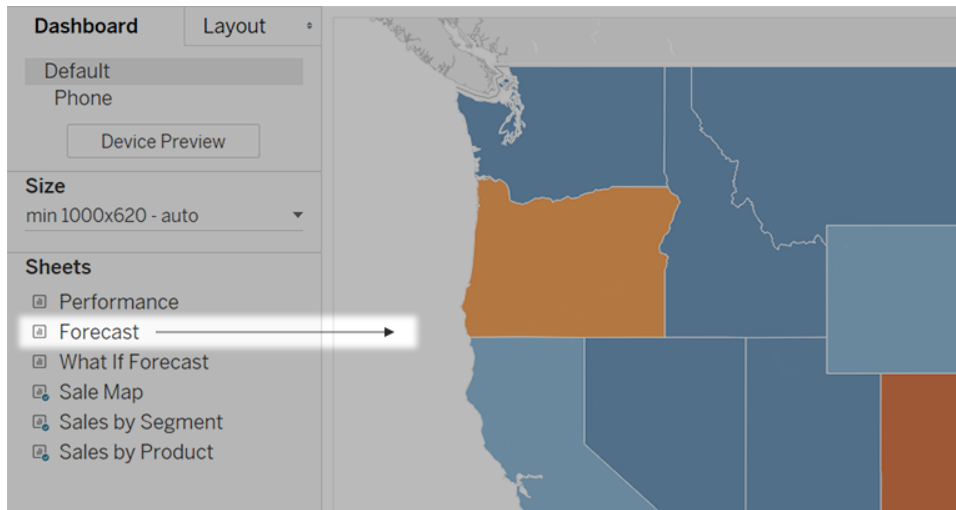 Dashboard
Layout
Default
Phone
Device Preview
Size
min 1000x620 - auto
Sheets
Performance
Forecast
What If Forecast
Sale Map
Sales by Segment
Sales by Product